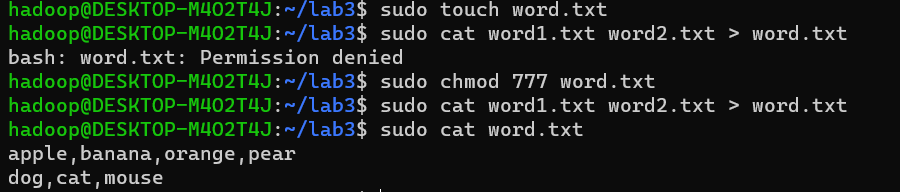 hadoop@DESKTOP-M4O2T4J:~/lab3$ sudo touch word.txt
hadoop@DESKTOP-M4O2T4J:~/lab3$ sudo cat word1.txt word2.txt > word.txt
bash: word.txt: Permission denied
hadoop@DESKTOP-M4O2T4J:~/lab3$ sudo chmod 777 word.txt
hadoop@DESKTOP-M4O2T4J:~/lab3$ sudo cat word1.txt word2.txt > word.txt
hadoop@DESKTOP-M4O2T4J:~/lab3$ sudo cat word.txt
apple,banana,orange,pear
dog,cat,mouse